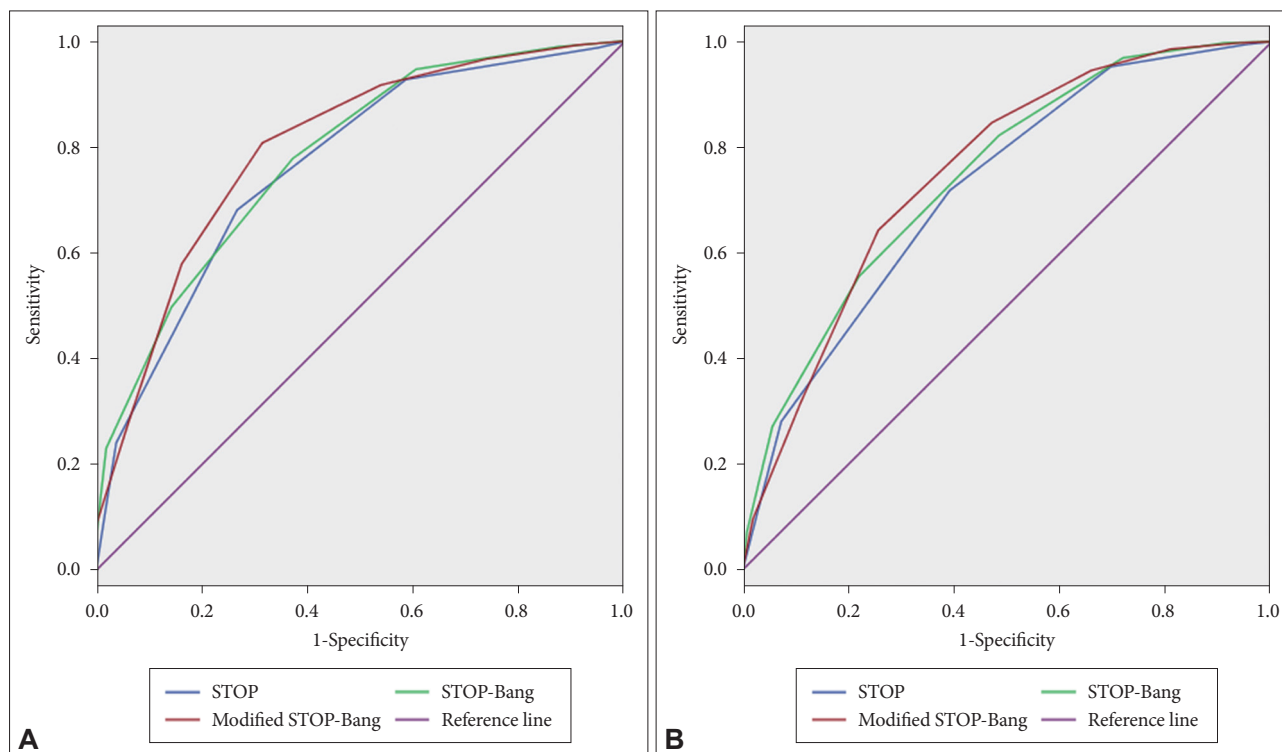 1.0
0.8
0.6
0.4
0.2
0.0
Sensitivity
0.0 0.2 0.4 0.6 0.8 1.0
1-Specificity
STOP STOP-Bang
Modified STOP-Bang Reference line
A
1.0
0.8
0.6
0.4
0.2
0.0
Sensitivity
0.0 0.2 0.4 0.6 0.8 1.0
1-Specificity
STOP STOP-Bang
Modified STOP-Bang Reference line
B